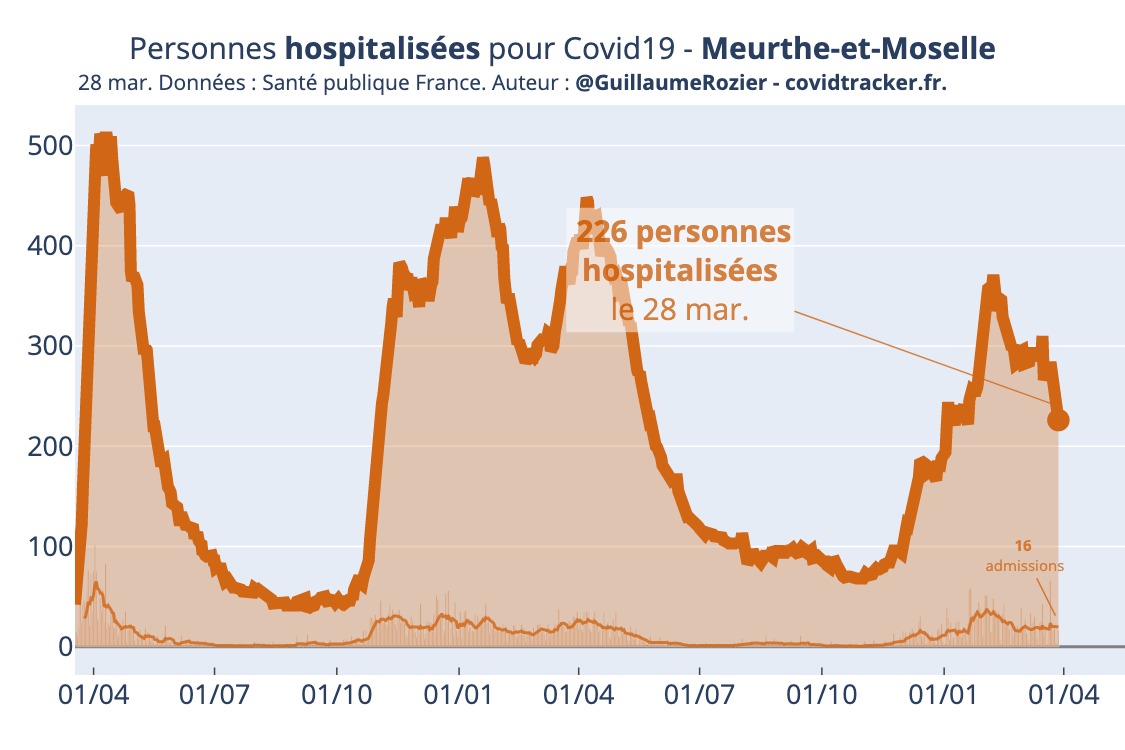 Personnes hospitalisées pour Covid19 - Meurthe-et-Moselle
28 mar. Données : Santé publique France. Auteur : @GuillaumeRozier - covidtracker.fr.
500
400
300
200
100
0
226 personnes
hospitalisées
le 28 mar.
16
admissions
01/04
01/07
01/10
01/01
01/04
01/07
01/10
01/01
01/04